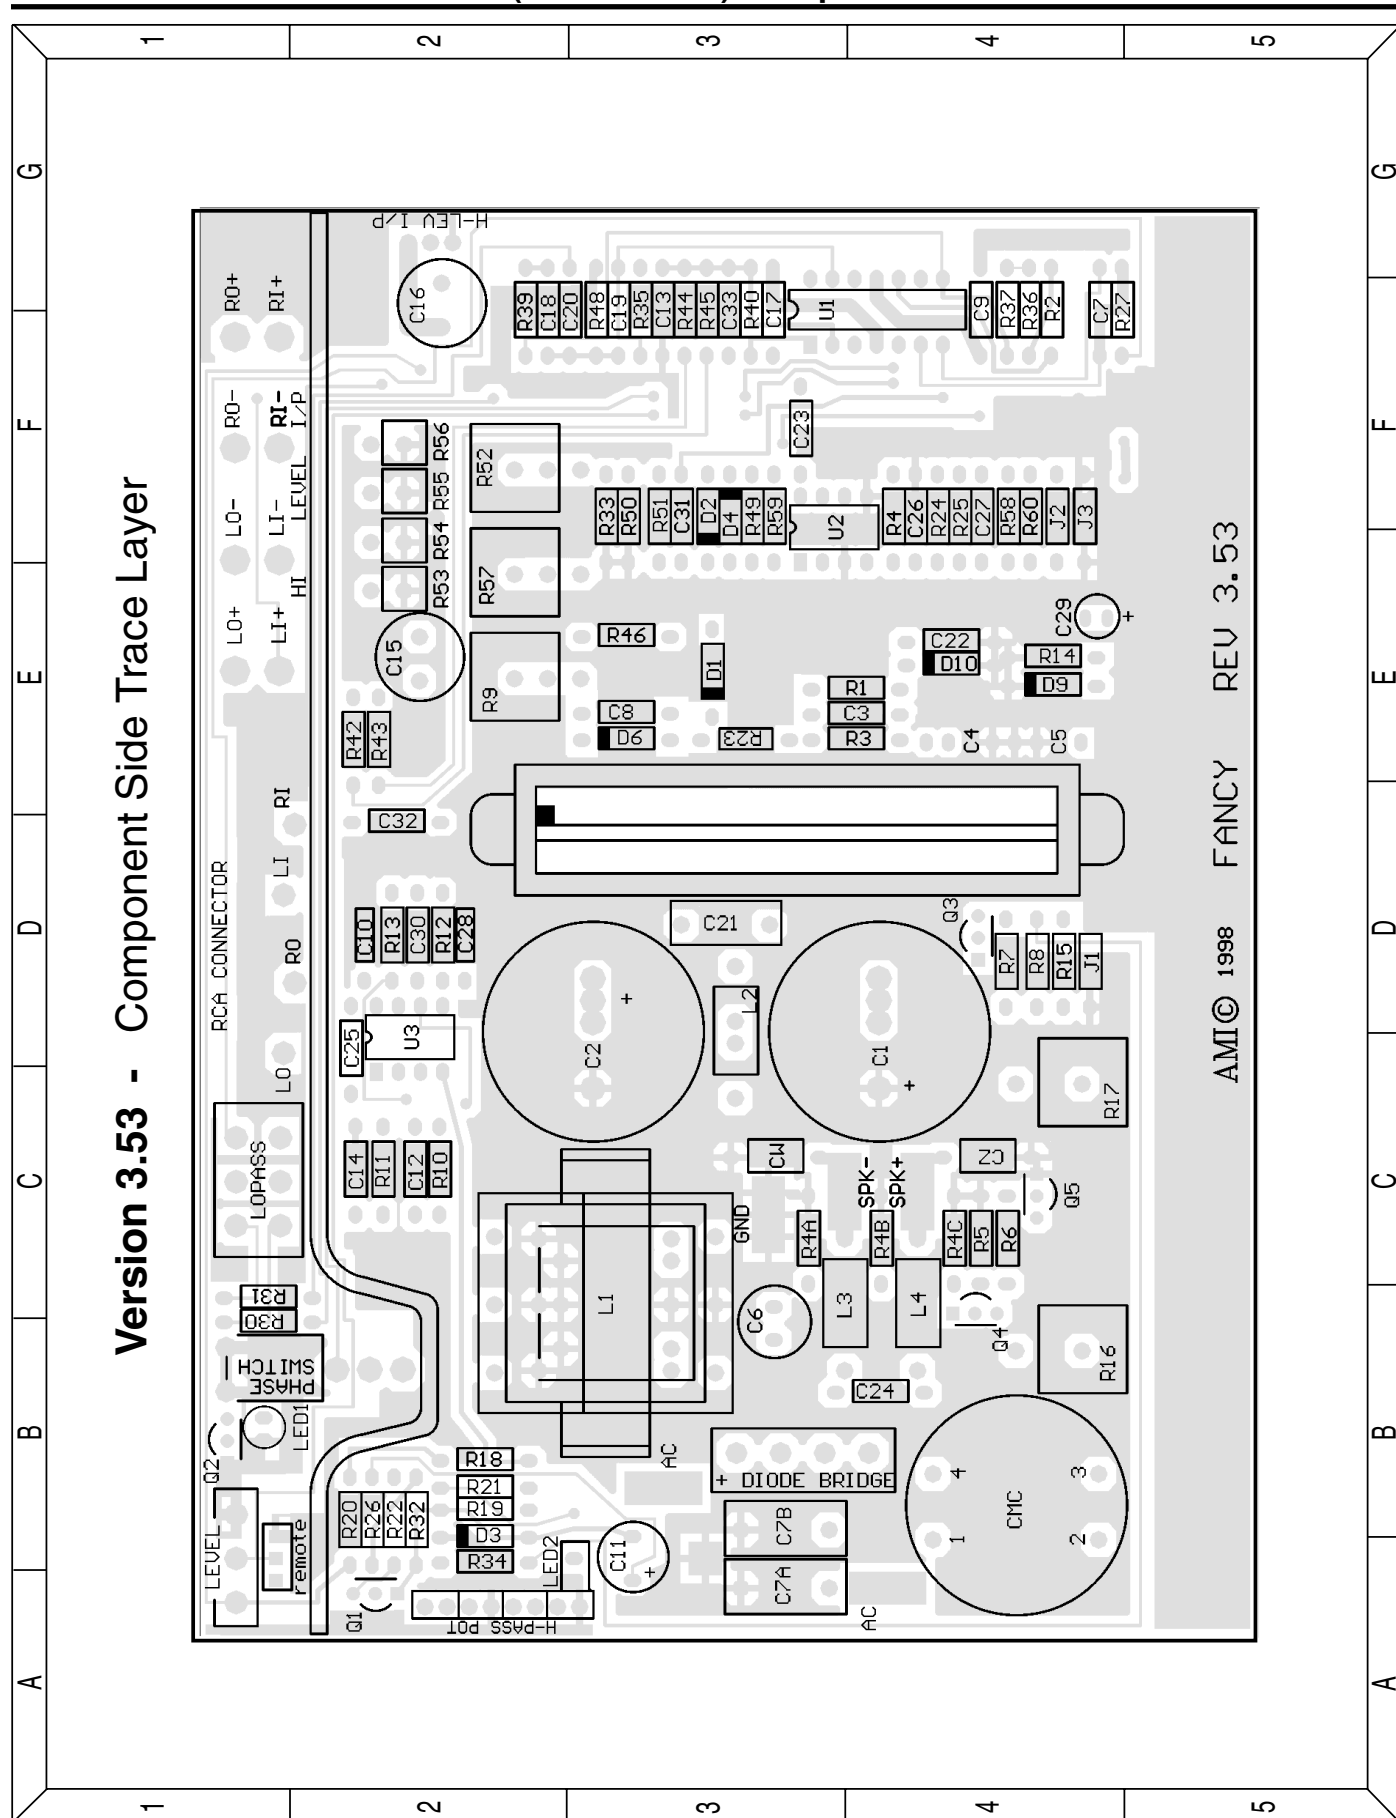 Version 3.53 - Component Side Trace Layer
1
2
3
4
5
1
2
3
4
5
A
B
C
D
E
F
G
A
B
C
D
E
F
G
LEVEL
remote
Q2
LED1
PHASE
SWITCH
R30
R31
LOPASS
RCA CONNECTOR
LO
RO
LI
RI
LO+
LO-
RO-
RO+
LI+
LI-
RI-
RI+
HI LEVEL I/P
H-LEV I/P
Q1
R20
R26
R22
R32
C14
R11
C12
R10
C25
U3
C10
R13
C30
R12
C28
C32
R42
R43
C15
R53
R54
R55
R56
C16
H-PASS POT
R34
D3
R19
R21
R18
LED2
C11
+
AC
L1
GND
C2
+
R9
R57
R52
R39
C18
C20
R48
C19
R35
C13
R44
R45
C33
R40
C17
U1
C9
R37
R36
R2
C7
R27
C7A
C7B
+ DIODE BRIDGE
AC
C6
CM
L2
C21
D6
C8
R46
R23
D1
R33
R50
R51
C31
D2
D4
R49
R59
U2
C23
R4
C26
R24
R25
C27
R58
R60
J2
J3
C24
L3
L4
R4A
R4B
R4C
R5
R6
SPK-
SPK+
C1
+
R3
C3
R1
C4
C5
D10
C22
D9
R14
C29
+
CMC
1
2
3
4
Q4
R16
CZ
Q5
R17
Q3
R7
R8
R15
J1
AMI© 1998 FANCY REV 3.53